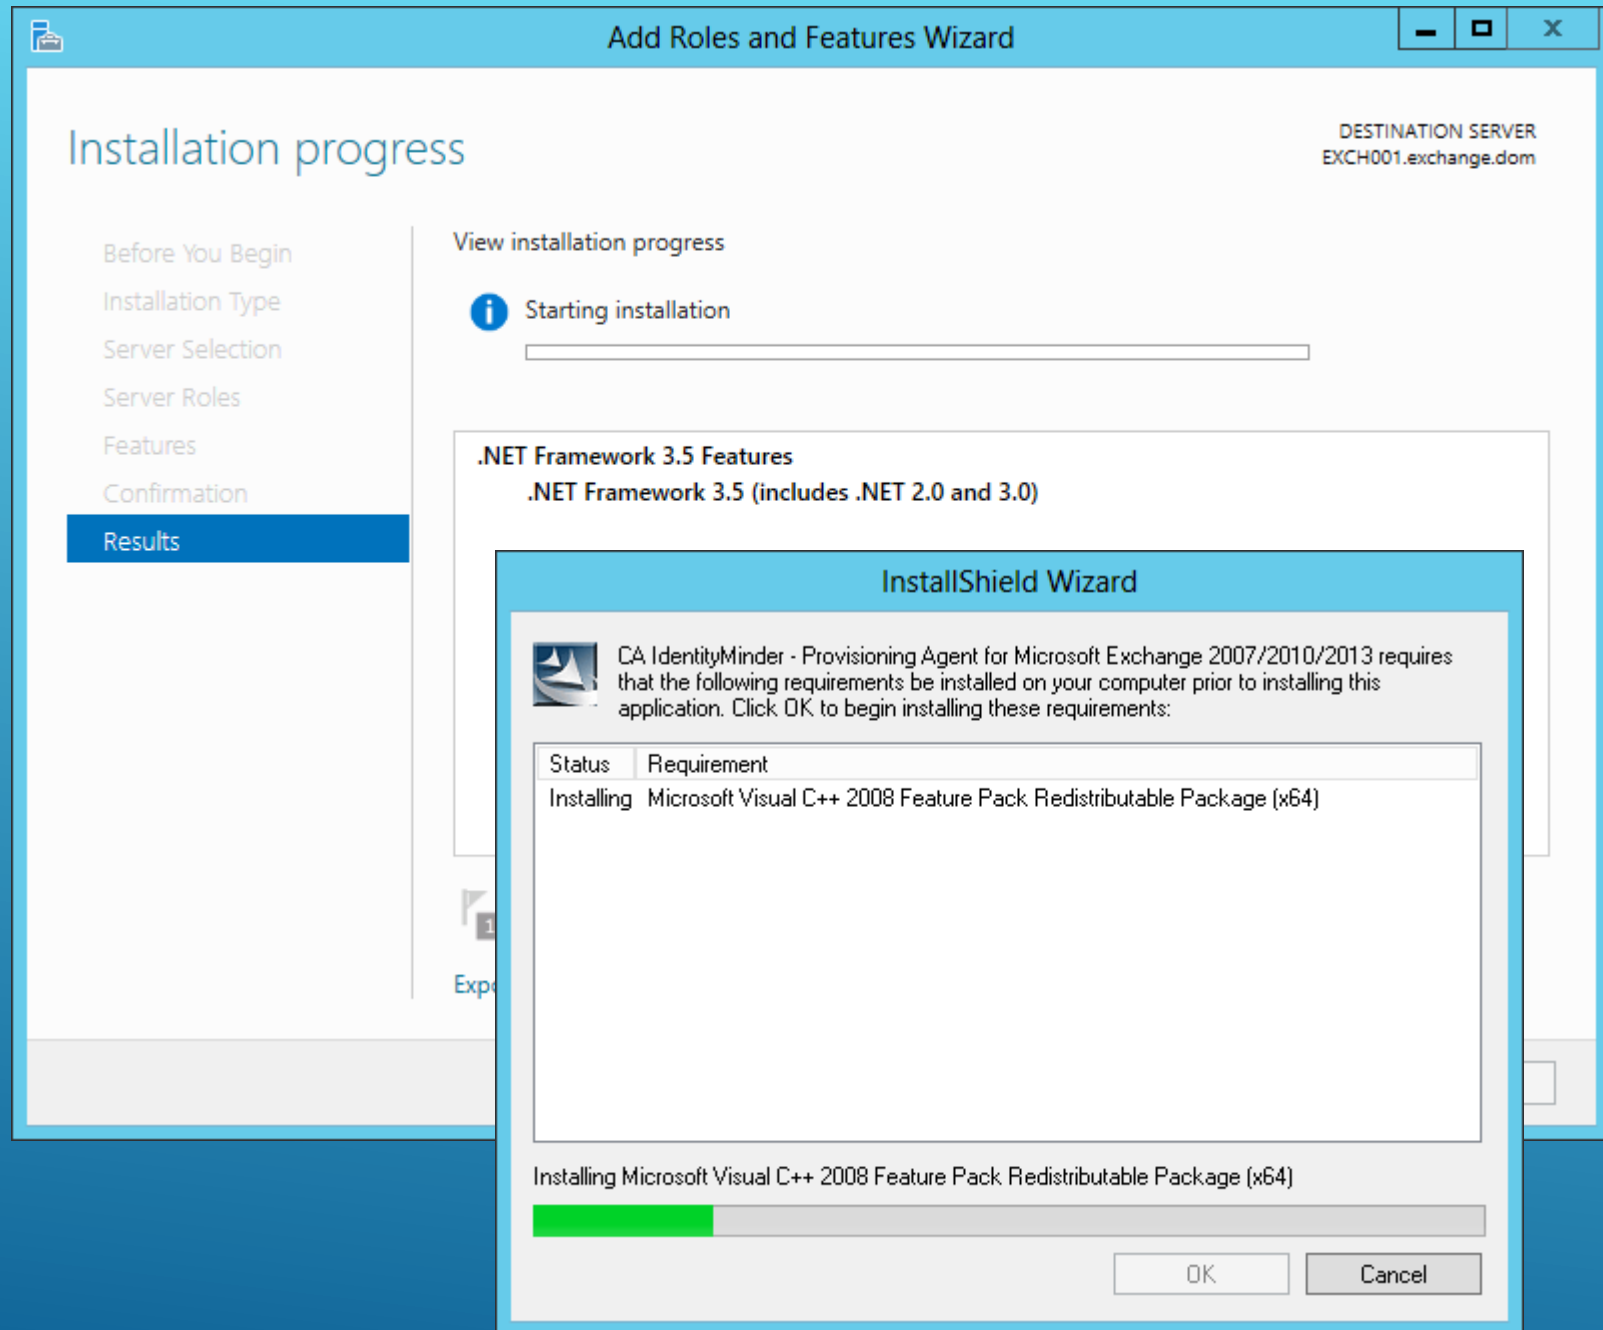 Add Roles and Features Wizard
Installation progress
DESTINATION SERVER
EXCH001.exchange.dom
Before You Begin
Installation Type
Server Selection
Server Roles
Features
Confirmation
Results
View installation progress
Starting installation
.NET Framework 3.5 Features
.NET Framework 3.5 (includes .NET 2.0 and 3.0)
1
InstallShield Wizard
CA IdentityMinder - Provisioning Agent for Microsoft Exchange 2007/2010/2013 requires
that the following requirements be installed on your computer prior to installing this
application. Click OK to begin installing these requirements:
Status Requirement
Installing Microsoft Visual C++ 2008 Feature Pack Redistributable Package (x64)
Installing Microsoft Visual C++ 2008 Feature Pack Redistributable Package (x64)
OK Cancel